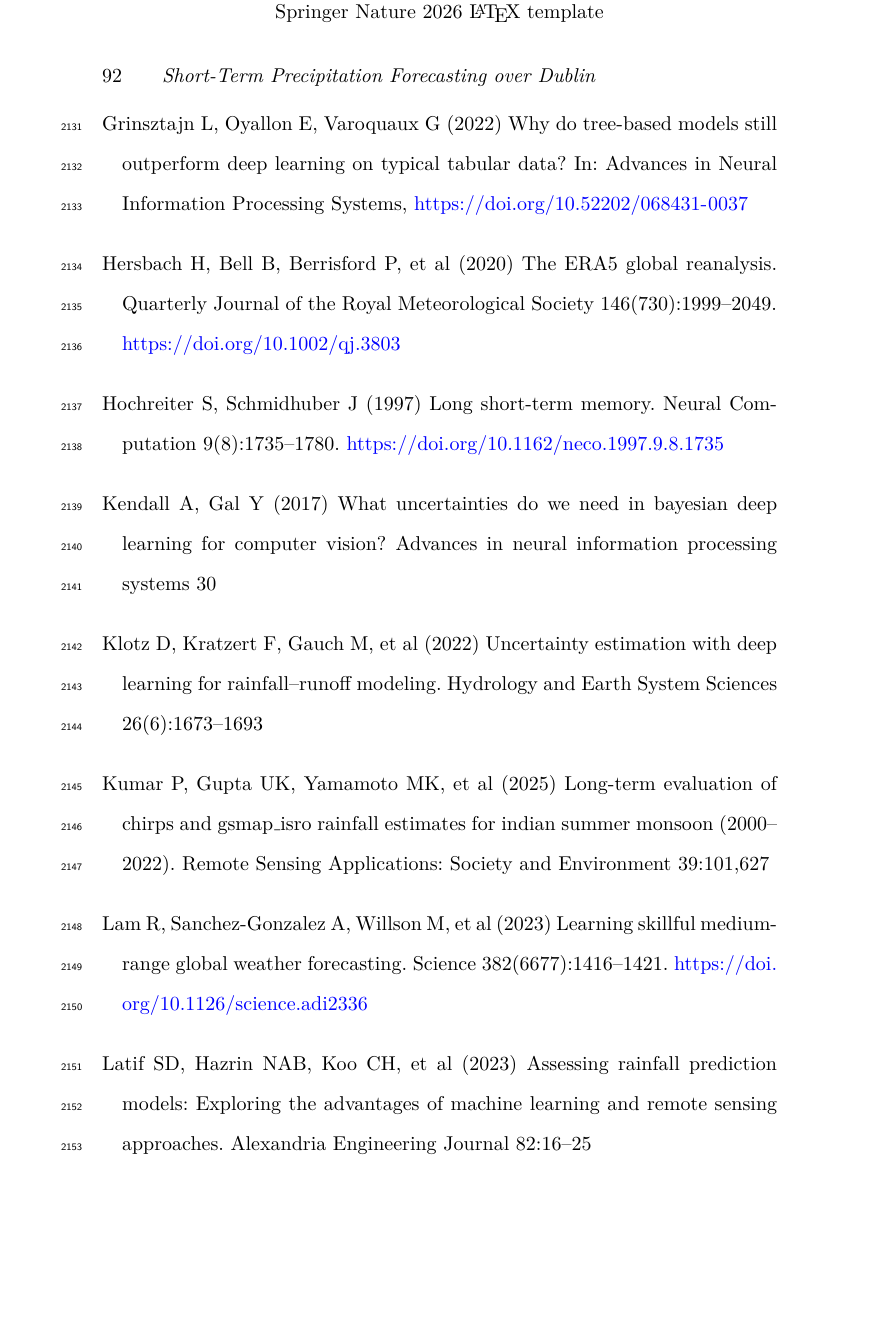 Springer Nature 2026 LATEX template
92 Short-Term Precipitation Forecasting over Dublin
2131 Grinsztajn L, Oyallon E, Varoquaux G (2022) Why do tree-based models still
2132 outperform deep learning on typical tabular data? In: Advances in Neural
2133 Information Processing Systems, https://doi.org/10.52202/068431-0037
2134 Hersbach H, Bell B, Berrisford P, et al (2020) The ERA5 global reanalysis.
2135 Quarterly Journal of the Royal Meteorological Society 146(730):1999–2049.
2136 https://doi.org/10.1002/qj.3803
2137 Hochreiter S, Schmidhuber J (1997) Long short-term memory. Neural Com-
2138 putation 9(8):1735–1780. https://doi.org/10.1162/neco.1997.9.8.1735
2139 Kendall A, Gal Y (2017) What uncertainties do we need in bayesian deep
2140 learning for computer vision? Advances in neural information processing
2141 systems 30
2142 Klotz D, Kratzert F, Gauch M, et al (2022) Uncertainty estimation with deep
2143 learning for rainfall–runoff modeling. Hydrology and Earth System Sciences
2144 26(6):1673–1693
2145 Kumar P, Gupta UK, Yamamoto MK, et al (2025) Long-term evaluation of
2146 chirps and gsmap_isro rainfall estimates for indian summer monsoon (2000–
2147 2022). Remote Sensing Applications: Society and Environment 39:101,627
2148 Lam R, Sanchez-Gonzalez A, Willson M, et al (2023) Learning skillful medium-
2149 range global weather forecasting. Science 382(6677):1416–1421. https://doi.
2150 org/10.1126/science.adi2336
2151 Latif SD, Hazrin NAB, Koo CH, et al (2023) Assessing rainfall prediction
2152 models: Exploring the advantages of machine learning and remote sensing
2153 approaches. Alexandria Engineering Journal 82:16–25